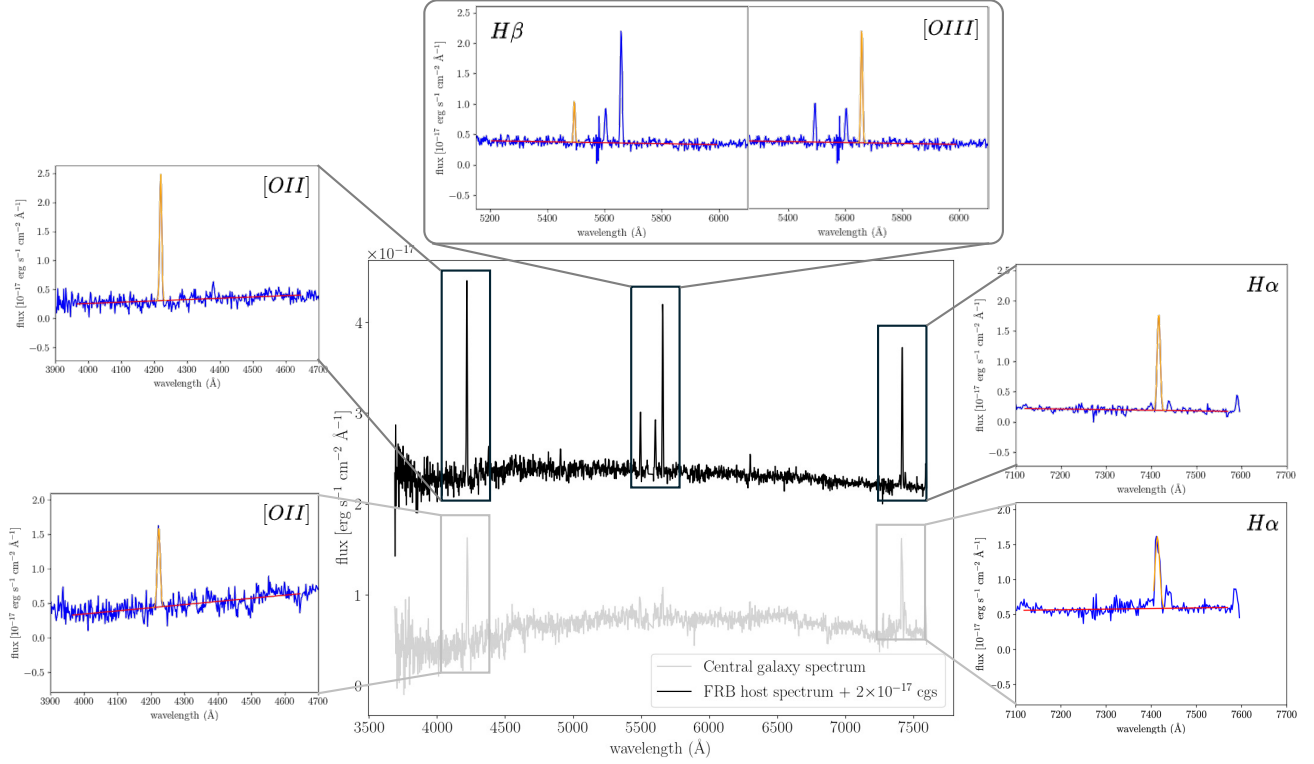 Hβ
[OIII]
2.5
2.0
1.5
1.0
0.5
0.0
−0.5
flux [10⁻¹⁷ erg s⁻¹ cm⁻² Å⁻¹]
5200 5400 5600 5800 6000
wavelength (Å)
flux [10⁻¹⁷ erg s⁻¹ cm⁻² Å⁻¹]
5400 5600 5800 6000
wavelength (Å)
[OII]
2.5
2.0
1.5
1.0
0.5
0.0
−0.5
flux [10⁻¹⁷ erg s⁻¹ cm⁻² Å⁻¹]
3900 4000 4100 4200 4300 4400 4500 4600 4700
wavelength (Å)
×10⁻¹⁷
4
3
2
1
0
flux [erg s⁻¹ cm⁻² Å⁻¹]
3500 4000 4500 5000 5500 6000 6500 7000 7500
wavelength (Å)
Central galaxy spectrum
FRB host spectrum + 2×10⁻¹⁷ cgs
Hα
2.5
2.0
1.5
1.0
0.5
0.0
−0.5
flux [10⁻¹⁷ erg s⁻¹ cm⁻² Å⁻¹]
7100 7200 7300 7400 7500 7600 7700
wavelength (Å)
[OII]
2.0
1.5
1.0
0.5
0.0
−0.5
flux [10⁻¹⁷ erg s⁻¹ cm⁻² Å⁻¹]
3900 4000 4100 4200 4300 4400 4500 4600 4700
wavelength (Å)
Hα
2.0
1.5
1.0
0.5
0.0
−0.5
flux [10⁻¹⁷ erg s⁻¹ cm⁻² Å⁻¹]
7100 7200 7300 7400 7500 7600 7700
wavelength (Å)